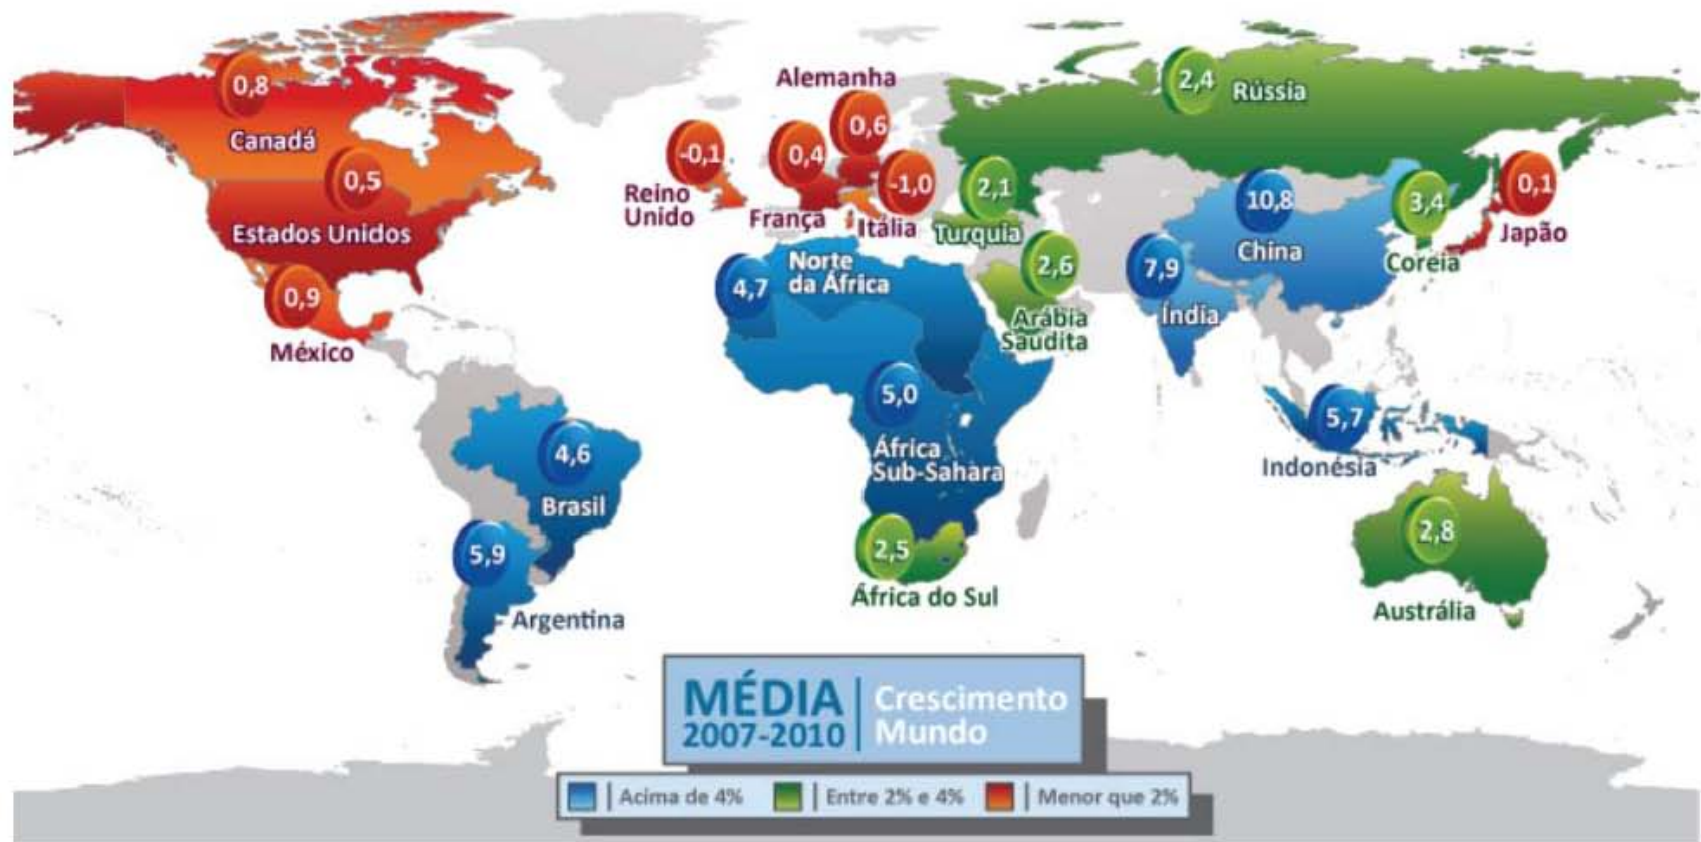 0,8
Canadá
0,5
Estados Unidos
0,9
México
4,6
Brasil
5,9
Argentina
-0,1
Reino
Unido
0,4
França
Alemanha
0,6
-1,0
Itália
2,1
Turquia
2,4
Rússia
4,7
Norte
da África
2,6
Arábia
Saudita
5,0
África
Sub-Sahara
2,5
África do Sul
7,9
Índia
10,8
China
3,4
Coréia
0,1
Japão
5,7
Indonésia
2,8
Austrália
MÉDIA
2007-2010
Crescimento
Mundo
Acima de 4%
Entre 2% e 4%
Menor que 2%